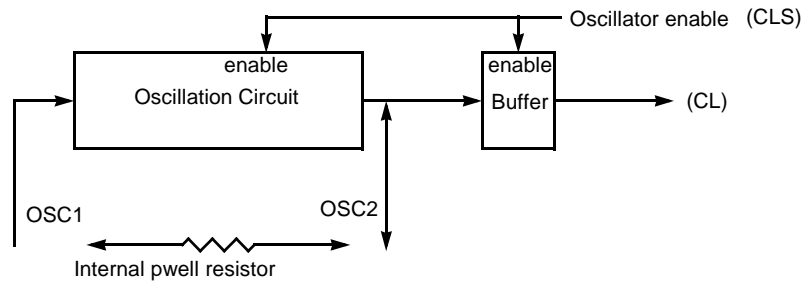 Oscillator enable (CLS)
enable
enable
Oscillation Circuit
Buffer
(CL)
OSC1
OSC2
Internal pwell resistor